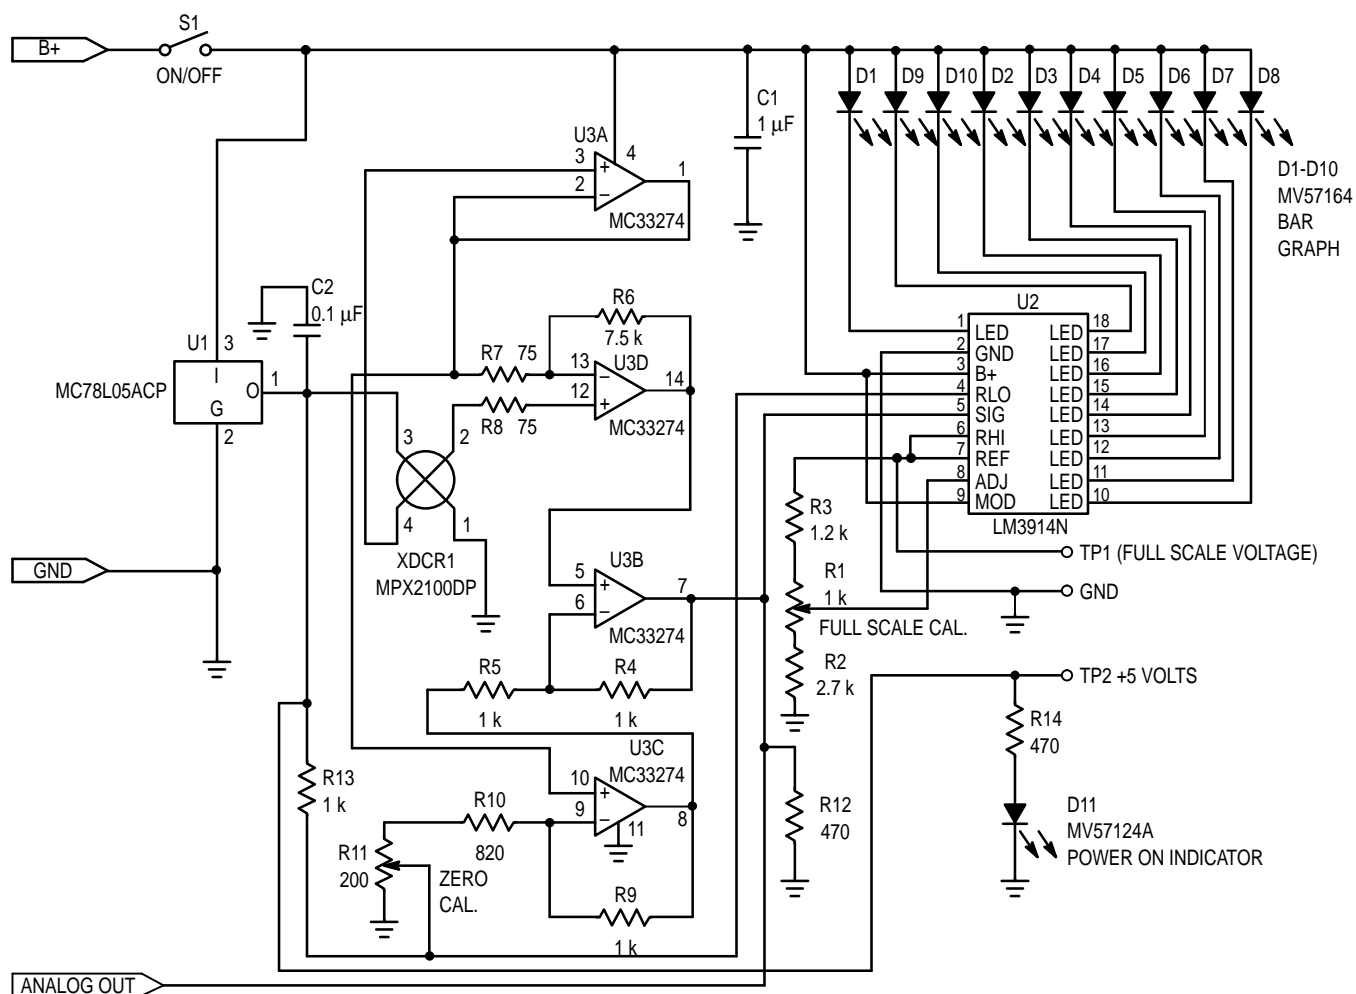 S1
B+
ON/OFF
D1 D9 D10 D2 D3 D4 D5 D6 D7 D8
C1
1 µF
U3A
3 4 1
+
2
–
MC33274
D1-D10
MV57164
BAR
GRAPH
C2
0.1 µF
U1 3
I
MC78L05ACP
O 1
G
2
R6
7.5 k
R7 75
13
–
U3D
14
12
+
R8 75
MC33274
3 2
4 1
XDCR1
MPX2100DP
U2
1 LED LED 18
2 GND LED 17
3 B+ LED 16
4 RLO LED 15
5 SIG LED 14
6 RHI LED 13
7 REF LED 12
8 ADJ LED 11
9 MOD LED 10
LM3914N
R3
1.2 k
TP1 (FULL SCALE VOLTAGE)
GND
GND
U3B
5
+
7
6
–
MC33274
R1
1 k
FULL SCALE CAL.
R2
2.7 k
R5
1 k
R4
1 k
TP2 +5 VOLTS
R14
470
U3C
MC33274
10
+
9
–
11
8
R13
1 k
R10
820
R11
200
ZERO
CAL.
R9
1 k
R12
470
D11
MV57124A
POWER ON INDICATOR
ANALOG OUT